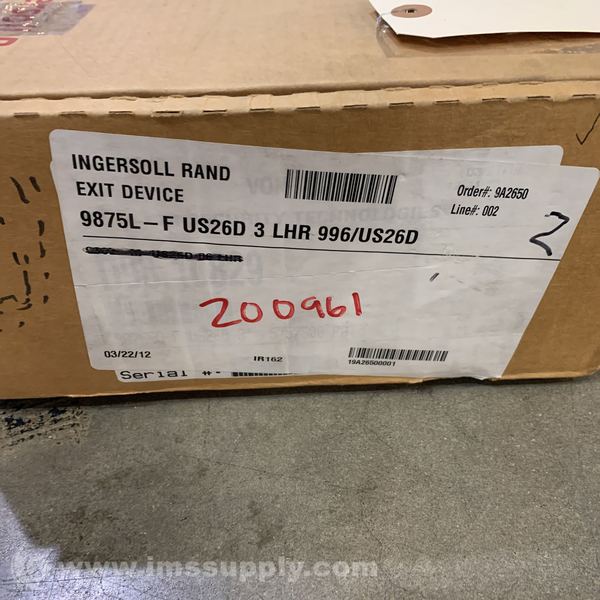 INGERSOLL RAND
EXIT DEVICE
Order#: 9A2650
Line#: 002
9875L-F US26D 3 LHR 996/US26D
2
200961
03/22/12
IR162
19A26500001
Serial #:
www.imssupply.com